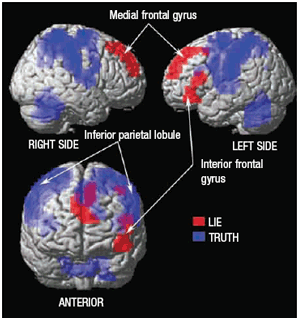 Medial frontal gyrus
RIGHT SIDE
LEFT SIDE
Inferior parietal lobule
Interior frontal
gyrus
LIE
TRUTH
ANTERIOR